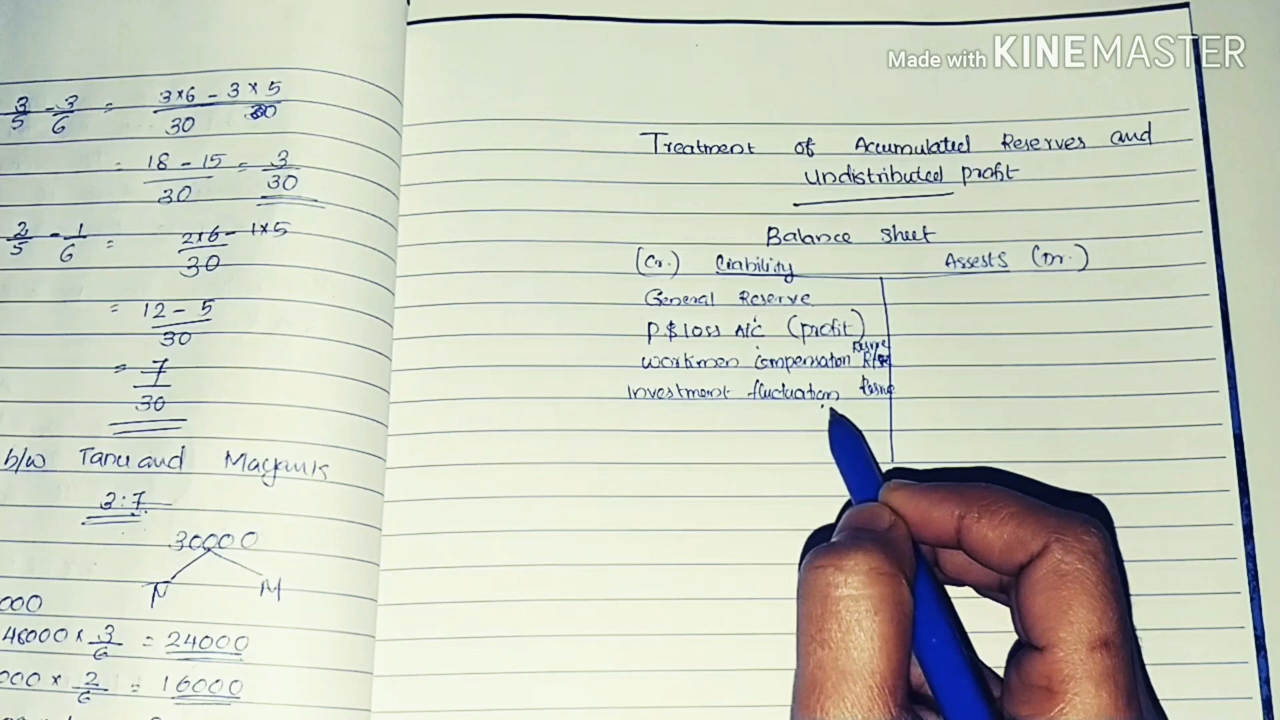 Made with KINEMASTER
3/5 - 3/6 = 3×6 - 3×5 / 30
= 18 - 15 / 30 = 3/30
2/5 - 1/6 = 2×6 - 1×5 / 30
= 12 - 5 / 30
= 7/30
b/w Tanu and
3:7
30000
M
000
48000 × 3/6 = 24000
000 × 2/6 = 16000
Treatment of Accumulated Reserves and
undistributed profit
Balance Sheet
(Cr.) Liability Assests (Dr.)
General Reserve
P $ loss A/C (profit)
workmen compensation Reserve
Investment fluctuation